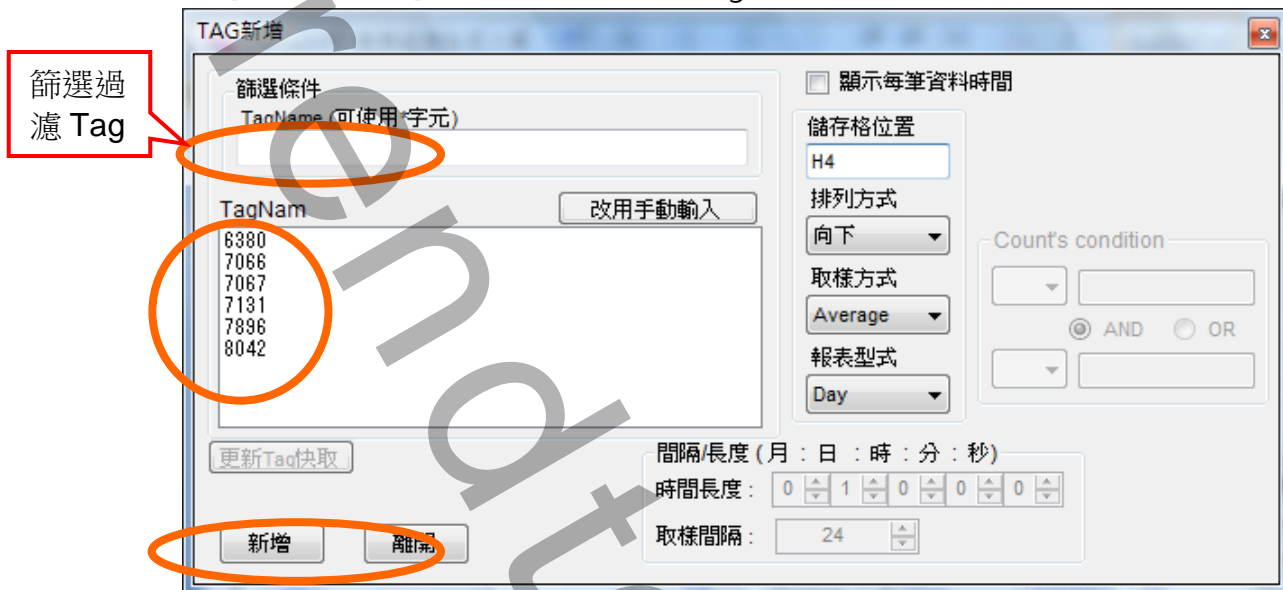 TAG新增
篩選過
濾 Tag
篩選條件
TagName (可使用*字元)
顯示每筆資料時間
儲存格位置
H4
TagNam
改用手動輸入
排列方式
向下
6380
7066
7067
7131
7896
8042
取樣方式
Average
報表型式
Day
Count's condition
AND
OR
更新Tag快取
間隔/長度 (月 : 日 : 時 : 分 : 秒)
時間長度 : 0 1 0 0 0
取樣間隔 : 24
新增
離開